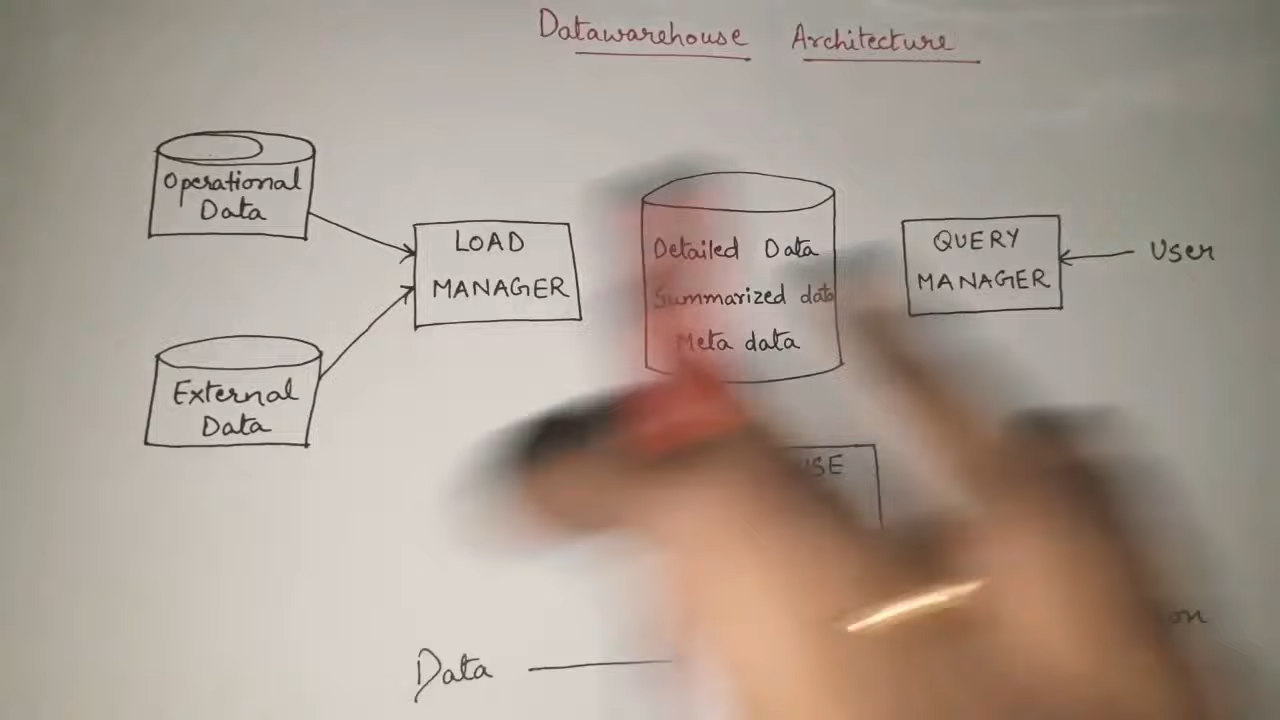 Datawarehouse Architecture
Operational
Data
External
Data
LOAD
MANAGER
Detailed Data
Summarized data
Meta data
QUERY
MANAGER
User
Data